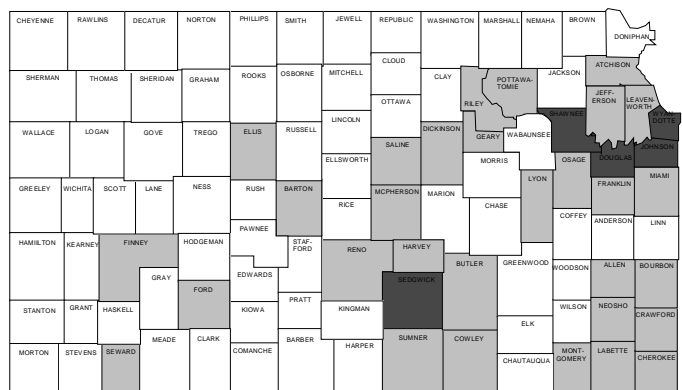 CHEYENNE
RAWLINS
DECATUR
NORTON
PHILLIPS
SMITH
JEWELL
REPUBLIC
WASHINGTON
MARSHALL
NEMAHA
BROWN
DONIPHAN
SHERMAN
THOMAS
SHERIDAN
GRAHAM
ROOKS
OSBORNE
MITCHELL
CLOUD
CLAY
RILEY
POTTAWA-
TOMIE
JACKSON
ATCHISON
JEFF-
ERSON
LEAVEN-
WORTH
WYAN-
DOTTE
WALLACE
LOGAN
GOVE
TREGO
ELLIS
RUSSELL
LINCOLN
OTTAWA
SALINE
DICKINSON
GEARY
WABAUNSEE
SHAWNEE
DOUGLAS
JOHNSON
GREELEY
WICHITA
SCOTT
LANE
NESS
RUSH
BARTON
ELLSWORTH
RICE
MCPHERSON
MARION
MORRIS
CHASE
LYON
OSAGE
FRANKLIN
MIAMI
HAMIILTON
KEARNEY
FINNEY
HODGEMAN
PAWNEE
STAF-
FORD
EDWARDS
RENO
HARVEY
BUTLER
GREENWOOD
COFFEY
ANDERSON
LINN
GRAY
FORD
SEDGWICK
WOODSON
ALLEN
BOURBON
STANTON
GRANT
HASKELL
KIOWA
PRATT
KINGMAN
ELK
WILSON
NEOSHO
CRAWFORD
MORTON
STEVENS
SEWARD
MEADE
CLARK
COMANCHE
BARBER
HARPER
SUMNER
COWLEY
CHAUTAUQUA
MONT-
GOMERY
LABETTE
CHEROKEE